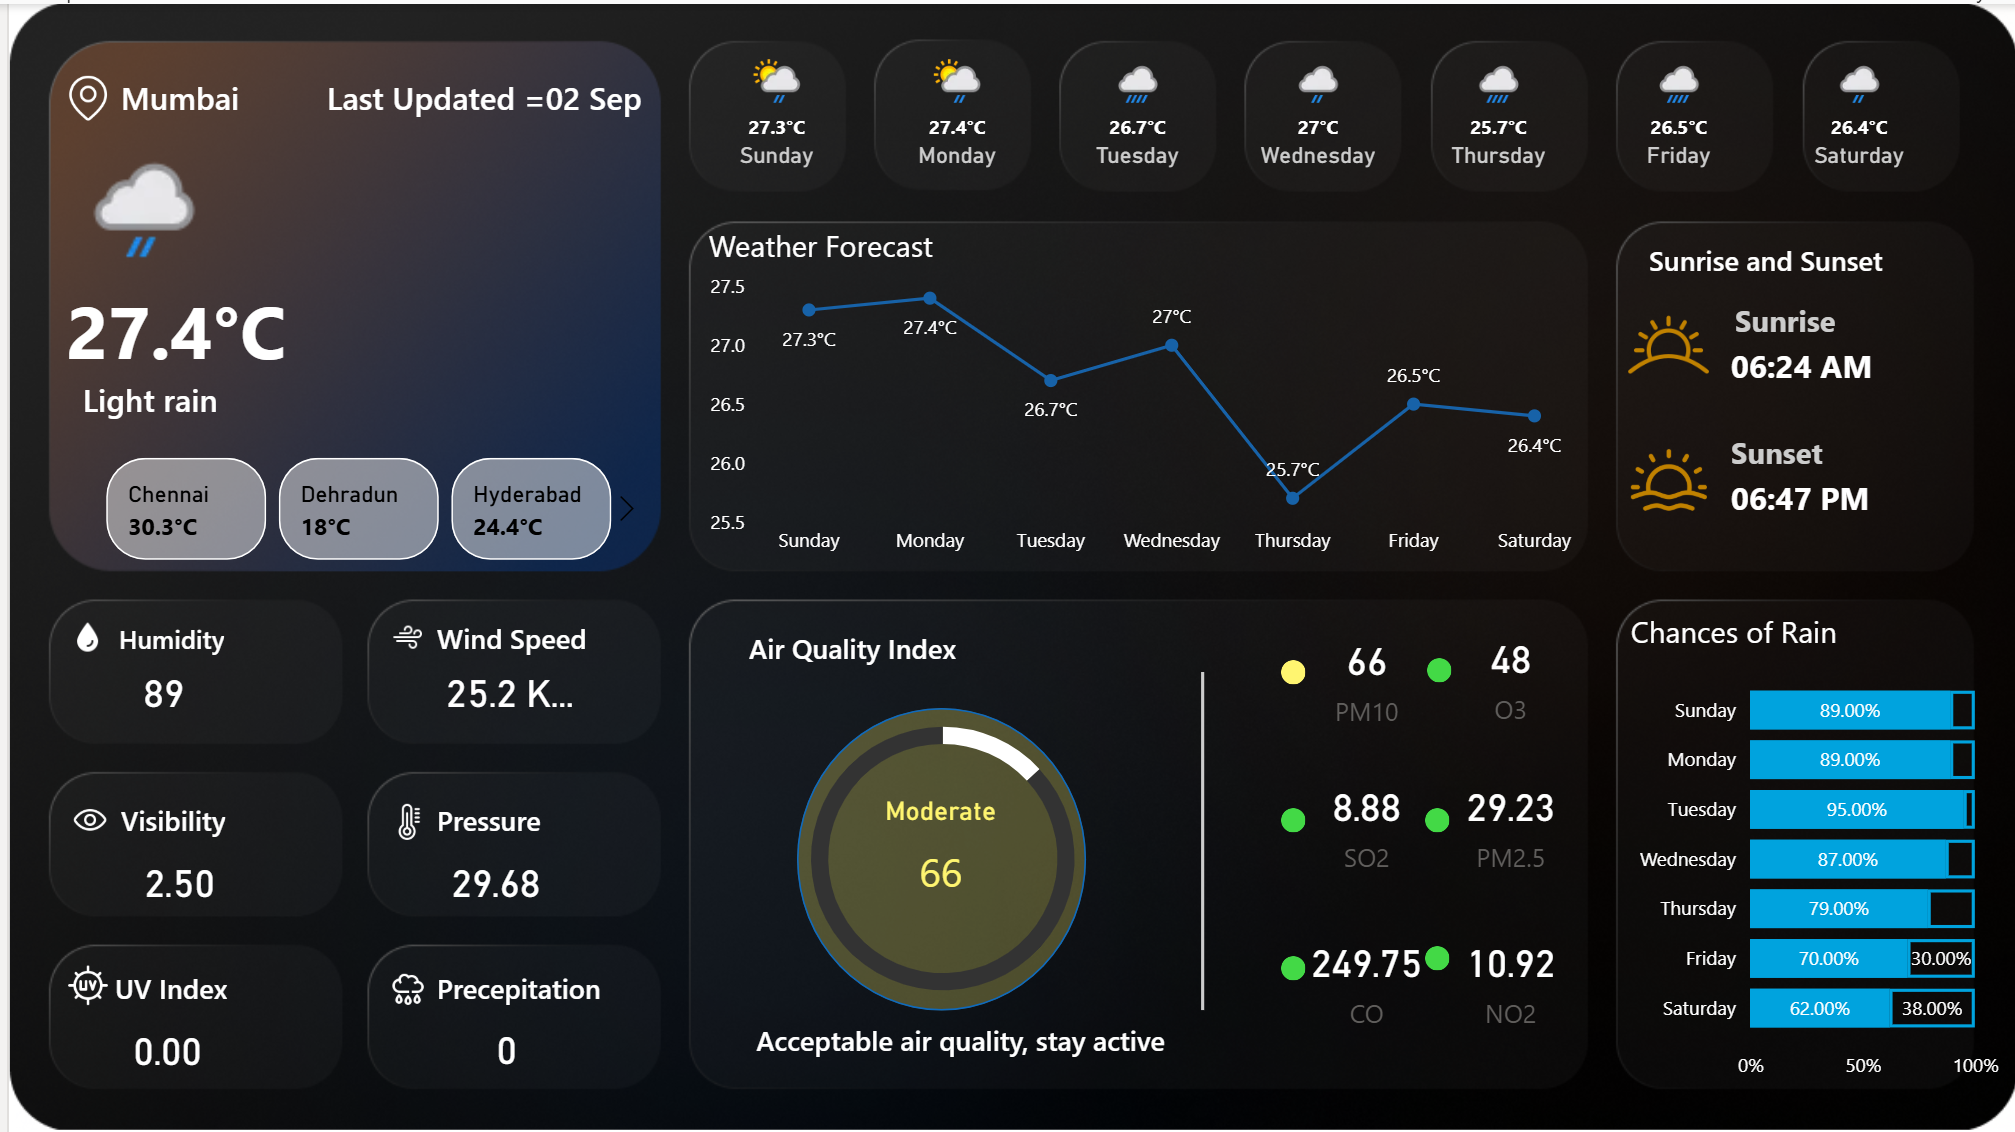 Mumbai
Last Updated =02 Sep
27.4°C
Light rain
Chennai
30.3°C
Dehradun
18°C
Hyderabad
24.4°C
27.3°C
Sunday
27.4°C
Monday
26.7°C
Tuesday
27°C
Wednesday
25.7°C
Thursday
26.5°C
Friday
26.4°C
Saturday
Weather Forecast
27.5
27.0
26.5
26.0
25.5
27.3°C
27.4°C
26.7°C
27°C
25.7°C
26.5°C
26.4°C
Sunday
Monday
Tuesday
Wednesday
Thursday
Friday
Saturday
Sunrise and Sunset
Sunrise
06:24 AM
Sunset
06:47 PM
Humidity
89
Wind Speed
25.2 K...
Visibility
2.50
Pressure
29.68
UV
UV Index
0.00
Precepitation
0
Air Quality Index
Moderate
66
Acceptable air quality, stay active
66
PM10
48
O3
8.88
SO2
29.23
PM2.5
249.75
CO
10.92
NO2
Chances of Rain
Sunday 89.00%
Monday 89.00%
Tuesday 95.00%
Wednesday 87.00%
Thursday 79.00%
Friday 70.00% 30.00%
Saturday 62.00% 38.00%
0% 50% 100%